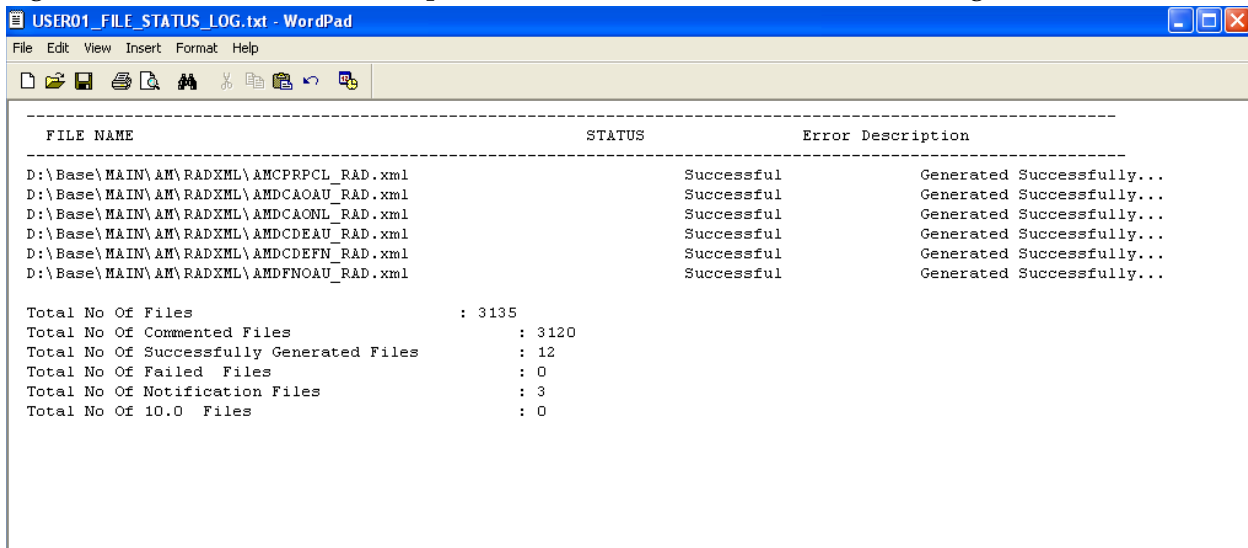 USER01_FILE_STATUS_LOG.txt - WordPad
File Edit View Insert Format Help
FILE NAME STATUS Error Description
D:\Base\MAIN\AM\RADXML\AMCPRPCL_RAD.xml Successful Generated Successfully...
D:\Base\MAIN\AM\RADXML\AMDCAOAU_RAD.xml Successful Generated Successfully...
D:\Base\MAIN\AM\RADXML\AMDCAONL_RAD.xml Successful Generated Successfully...
D:\Base\MAIN\AM\RADXML\AMDCDEAU_RAD.xml Successful Generated Successfully...
D:\Base\MAIN\AM\RADXML\AMDCDEFN_RAD.xml Successful Generated Successfully...
D:\Base\MAIN\AM\RADXML\AMDFNOAU_RAD.xml Successful Generated Successfully...
Total No Of Files : 3135
Total No Of Commented Files : 3120
Total No Of Successfully Generated Files : 12
Total No Of Failed Files : 0
Total No Of Notification Files : 3
Total No Of 10.0 Files : 0